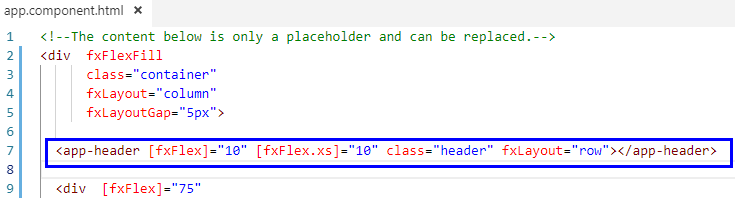 app.component.html ×
1 <!--The content below is only a placeholder and can be replaced.-->
2 <div  fxFlexFill
3 class="container"
4 fxLayout="column"
5 fxLayoutGap="5px">
6
7 <app-header [fxFlex]="10" [fxFlex.xs]="10" class="header" fxLayout="row"></app-header>
8
9 <div  [fxFlex]="75"